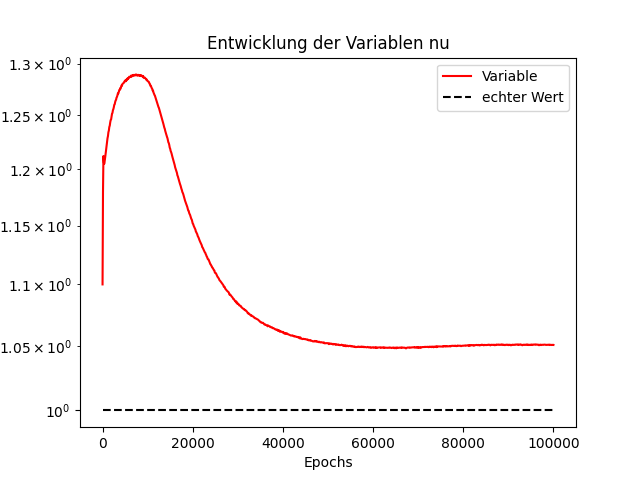 Entwicklung der Variablen nu
1.3 × 10⁰
1.25 × 10⁰
1.2 × 10⁰
1.15 × 10⁰
1.1 × 10⁰
1.05 × 10⁰
10⁰
Variable
echter Wert
0 20000 40000 60000 80000 100000
Epochs